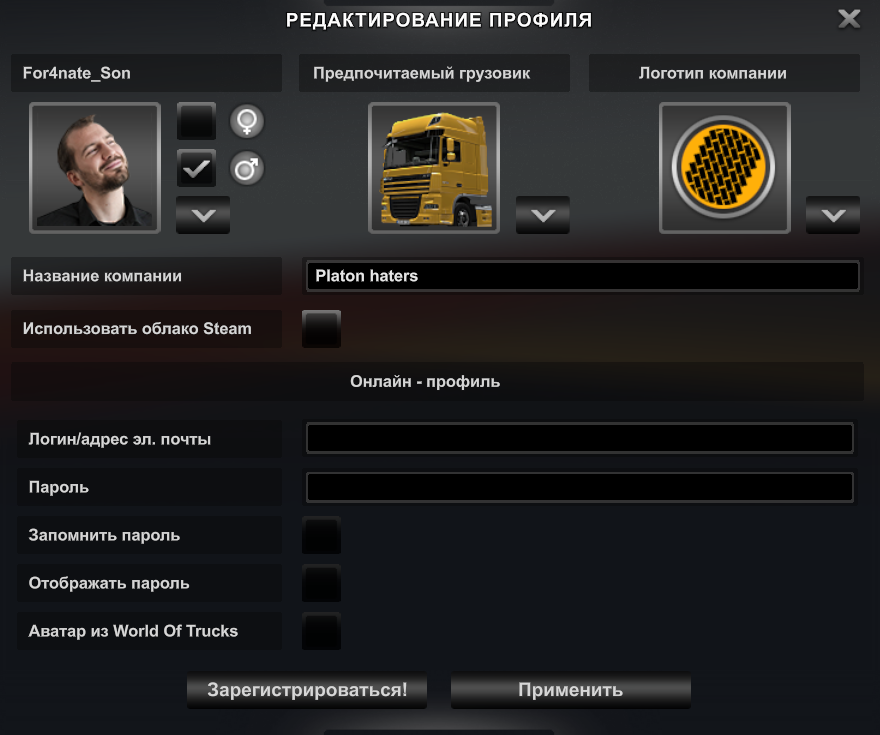 РЕДАКТИРОВАНИЕ ПРОФИЛЯ
For4nate_Son
Предпочитаемый грузовик
Логотип компании
Название компании
Platon haters
Использовать облако Steam
Онлайн - профиль
Логин/адрес эл. почты
Пароль
Запомнить пароль
Отображать пароль
Аватар из World Of Trucks
Зарегистрироваться!
Применить